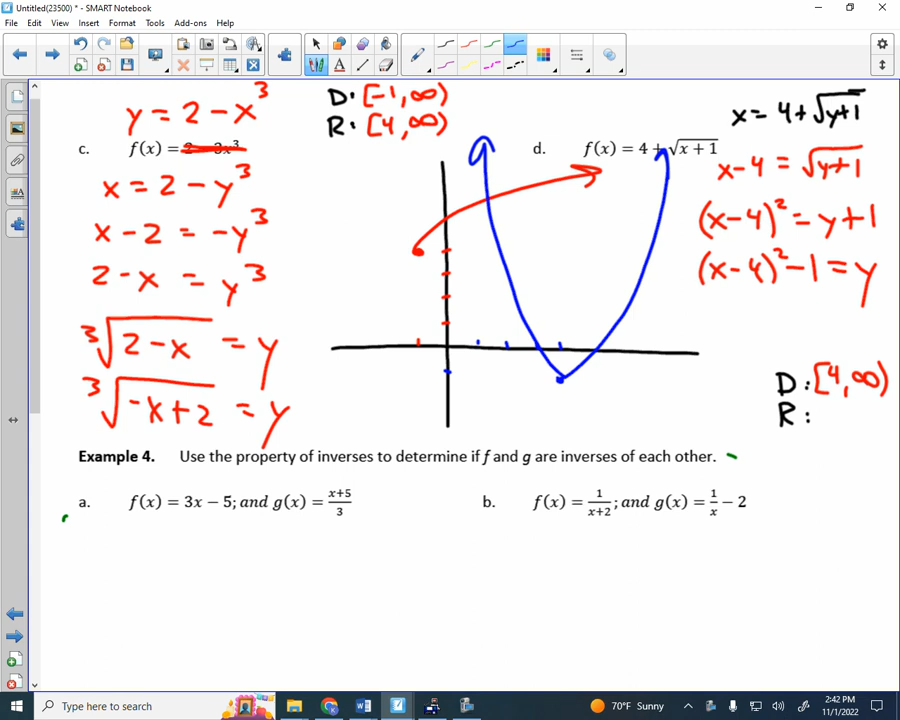 Untitled(23500) * - SMART Notebook
File Edit View Insert Format Tools Add-ons Help
y = 2 - x³
D: [-1, ∞)
R: [4, ∞)
x = 4 + √y+1
c. f(x) = 2 - 3x³
d. f(x) = 4 + √x + 1
x = 2 - y³
x - 4 = √y+1
x - 2 = -y³
(x-4)² = y + 1
2 - x = y³
(x-4)² - 1 = y
³√2 - x = y
³√-x + 2 = y
D: [4, ∞)
R:
Example 4. Use the property of inverses to determine if f and g are inverses of each other.
a. f(x) = 3x - 5; and g(x) = x+5/3
b. f(x) = 1/x+2; and g(x) = 1/x - 2
Type here to search
70°F Sunny
2:42 PM
11/1/2022